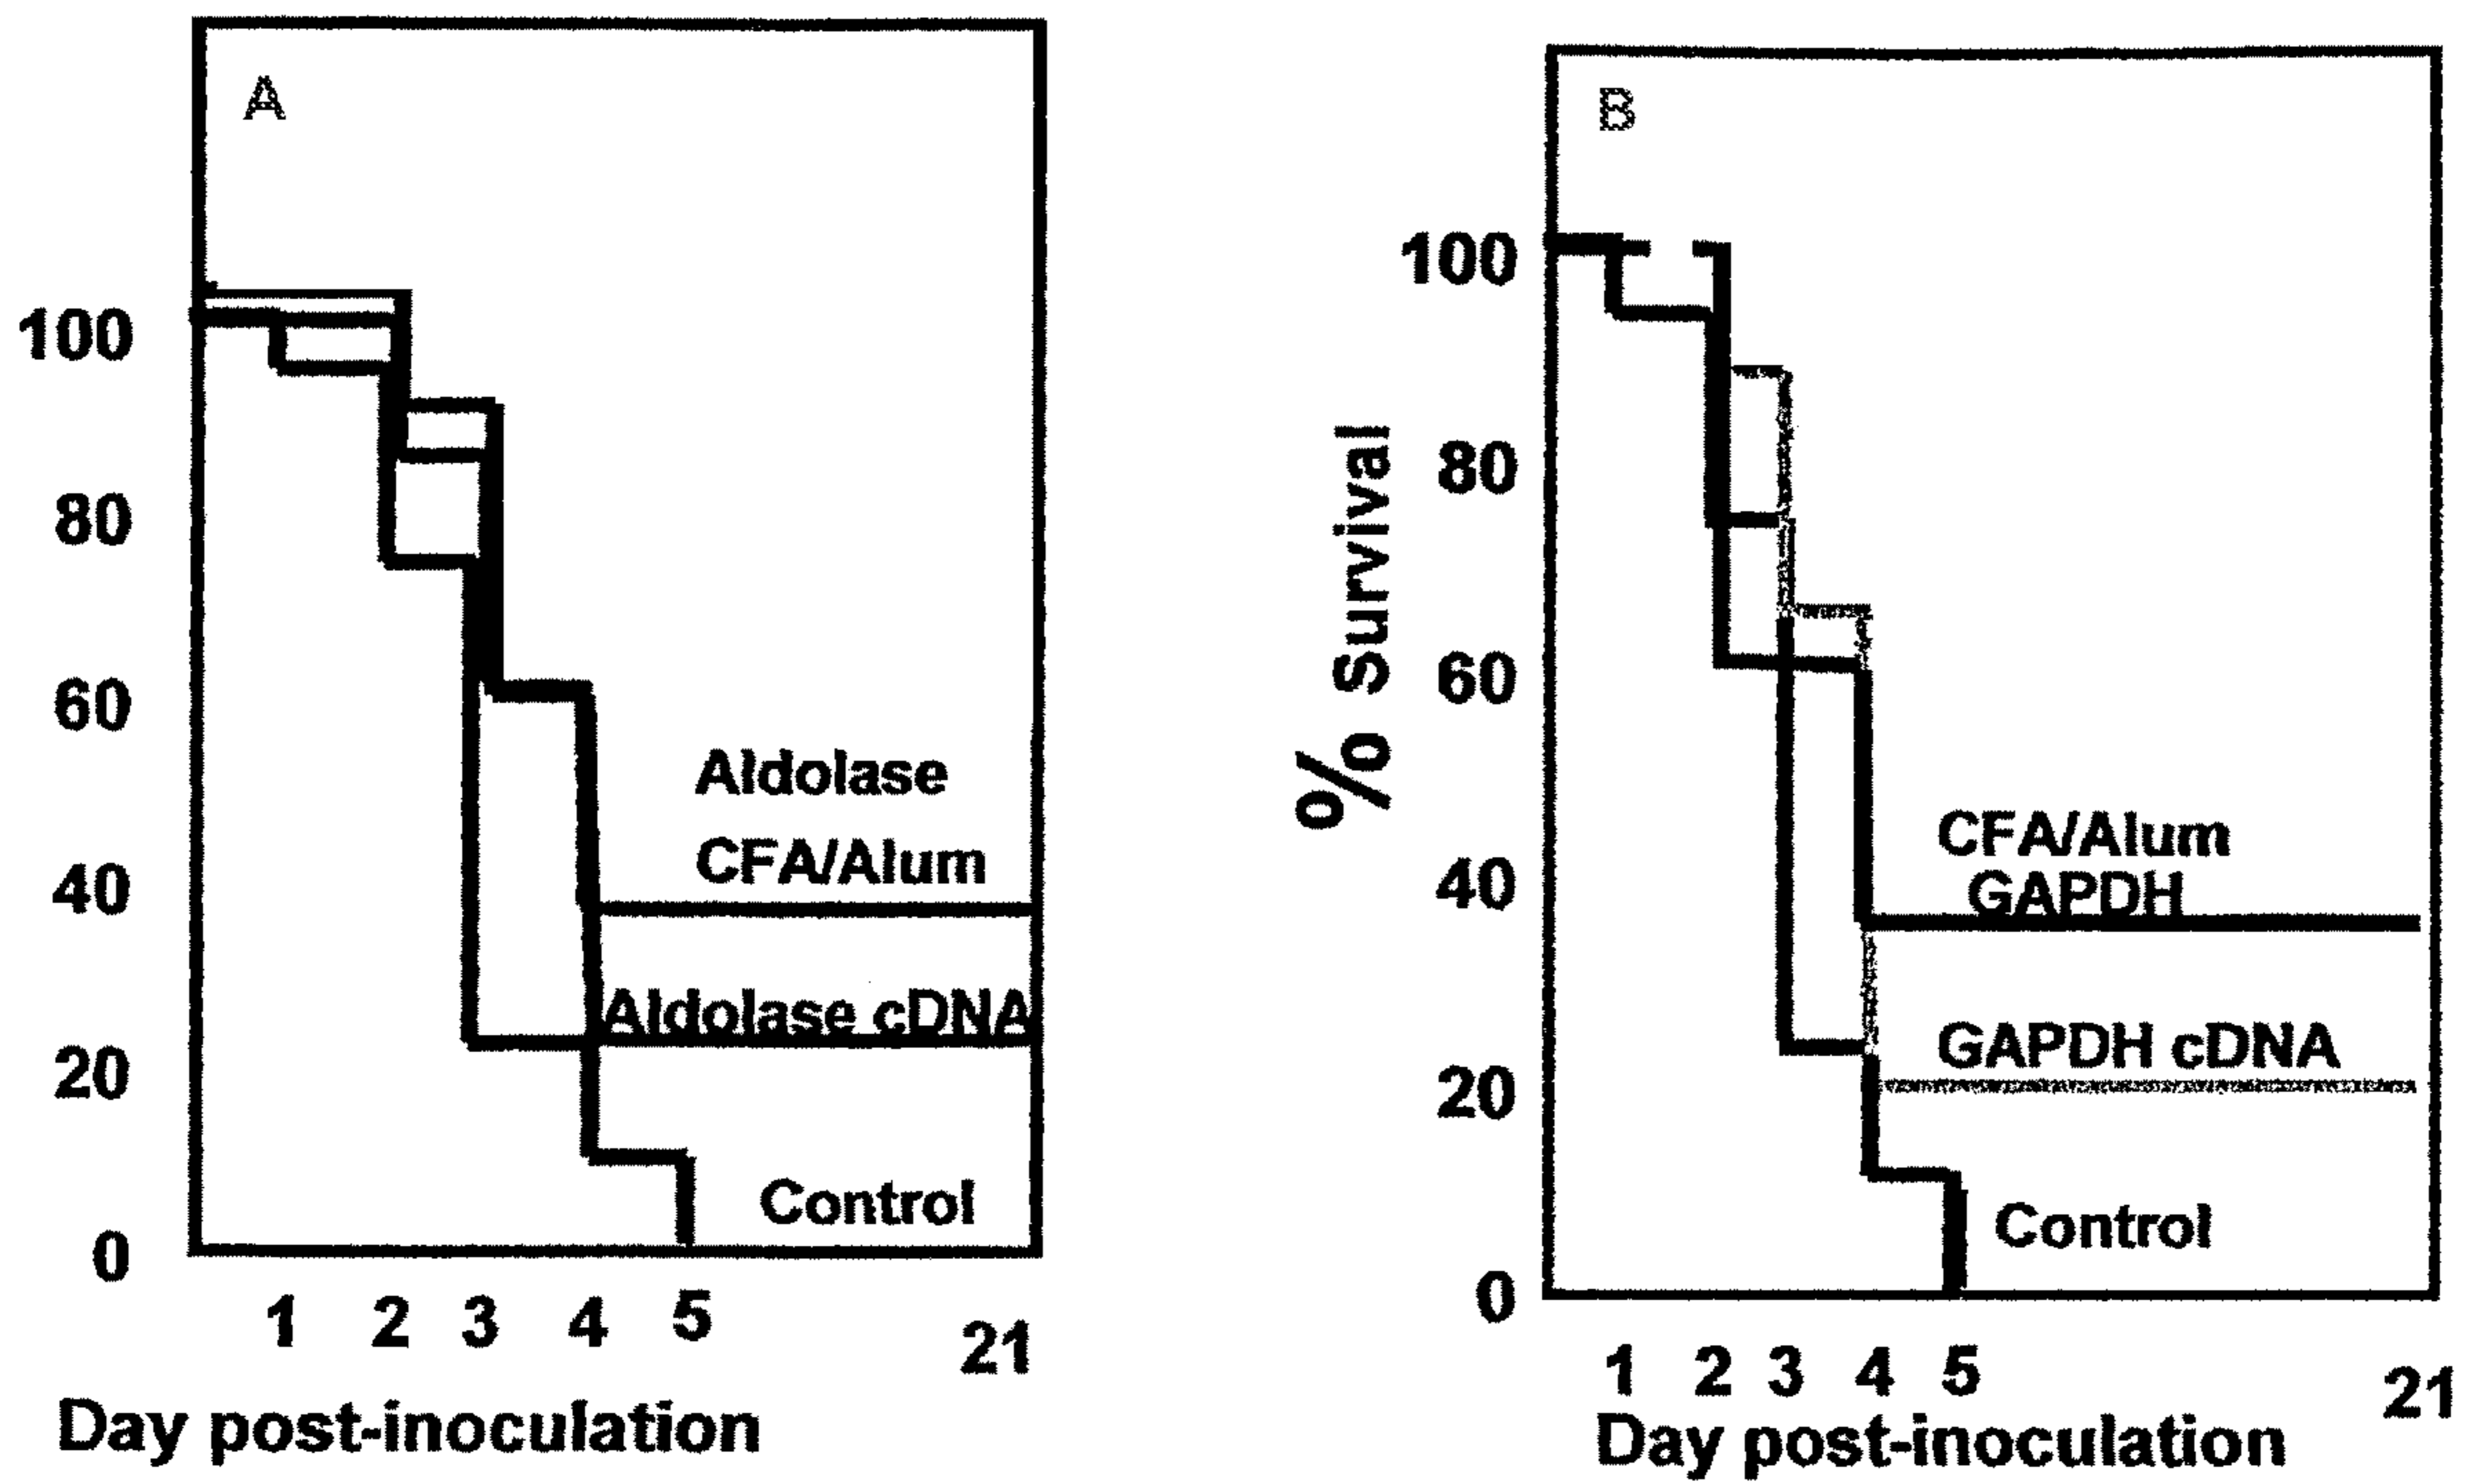 A
100
80
60
40
20
0
Aldolase
CFA/Alum
Aldolase cDNA
Control
1 2 3 4 5 21
Day post-inoculation
B
% Survival
100
80
60
40
20
0
CFA/Alum
GAPDH
GAPDH cDNA
Control
1 2 3 4 5 21
Day post-inoculation